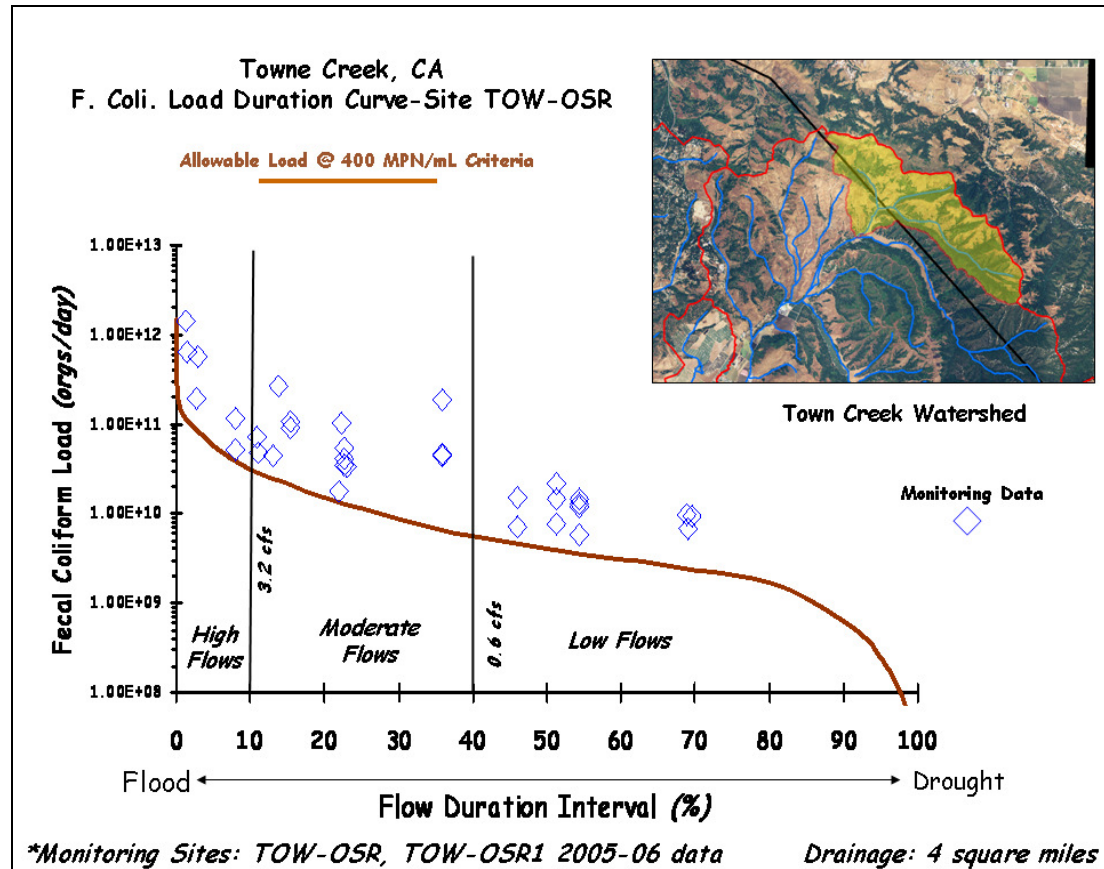 Towne Creek, CA
F. Coli. Load Duration Curve-Site TOW-OSR
Allowable Load @ 400 MPN/mL Criteria
Town Creek Watershed
Monitoring Data
Fecal Coliform Load (orgs/day)
1.00E+13
1.00E+12
1.00E+11
1.00E+10
1.00E+09
1.00E+08
3.2 cfs
0.6 cfs
High
Flows
Moderate
Flows
Low Flows
0 10 20 30 40 50 60 70 80 90 100
Flood
Drought
Flow Duration Interval (%)
*Monitoring Sites: TOW-OSR, TOW-OSR1 2005-06 data
Drainage: 4 square miles